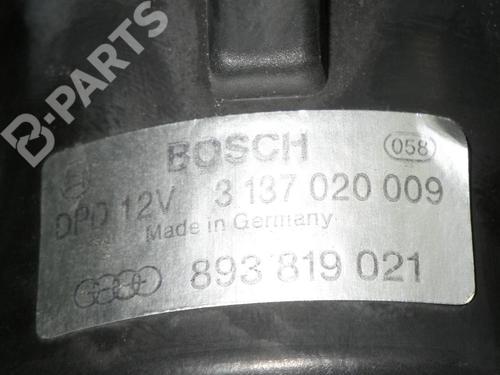 B-PARTS
BOSCH
058
DPD 12V 3 137 020 009
Made in Germany
893 819 021